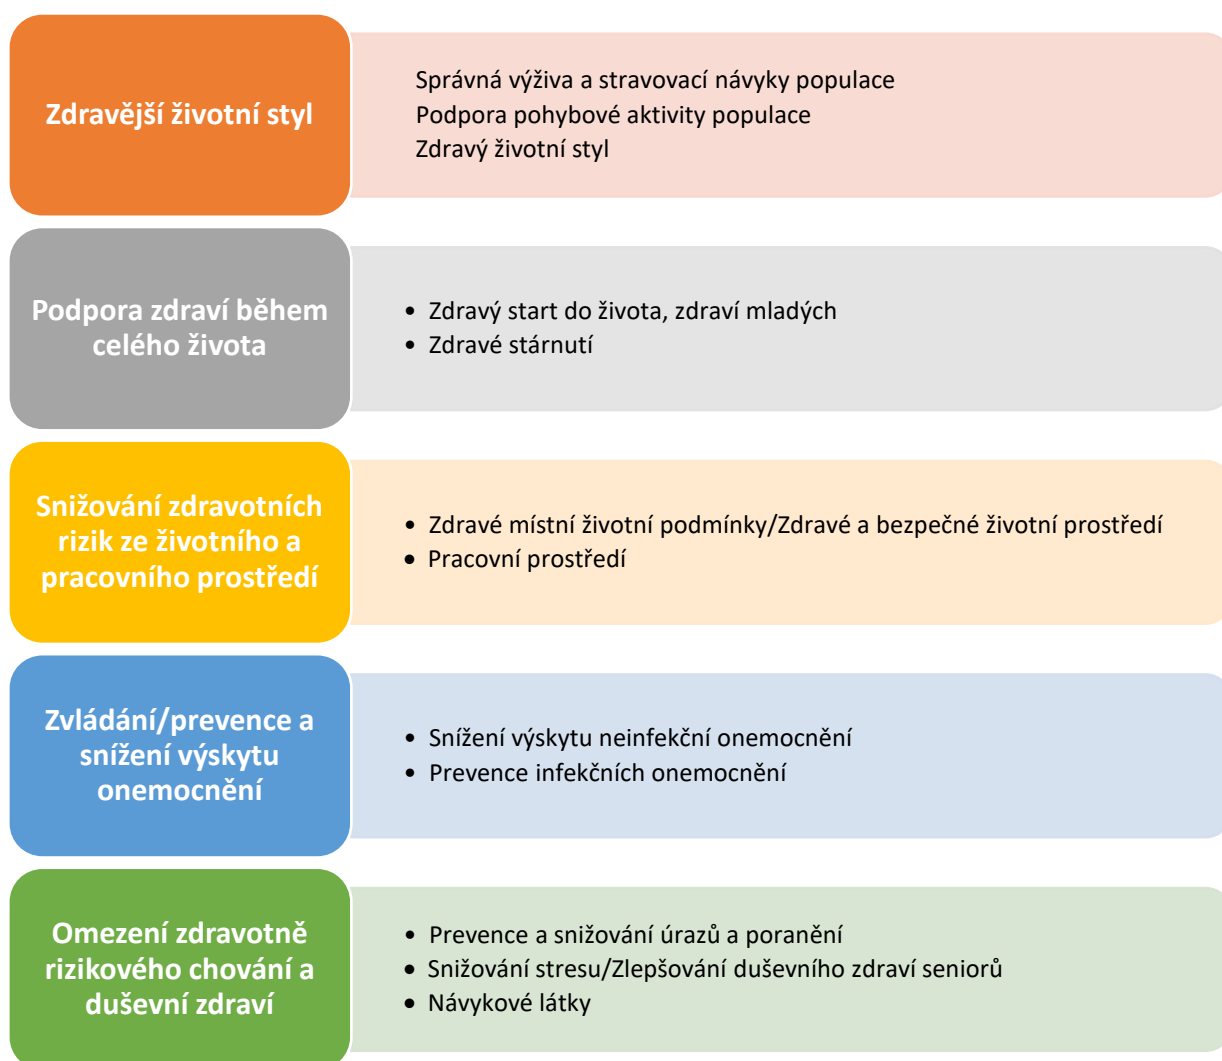 Zdravější životní styl
Správná výživa a stravovací návyky populace
Podpora pohybové aktivity populace
Zdravý životní styl
Podpora zdraví během
celého života
• Zdravý start do života, zdraví mladých
• Zdravé stárnutí
Snižování zdravotních
rizik ze životního a
pracovního prostředí
• Zdravé místní životní podmínky/Zdravé a bezpečné životní prostředí
• Pracovní prostředí
Zvládání/prevence a
snížení výskytu
onemocnění
• Snížení výskytu neinfekční onemocnění
• Prevence infekčních onemocnění
Omezení zdravotně
rizikového chování a
duševní zdraví
• Prevence a snižování úrazů a poranění
• Snižování stresu/Zlepšování duševního zdraví seniorů
• Návykové látky